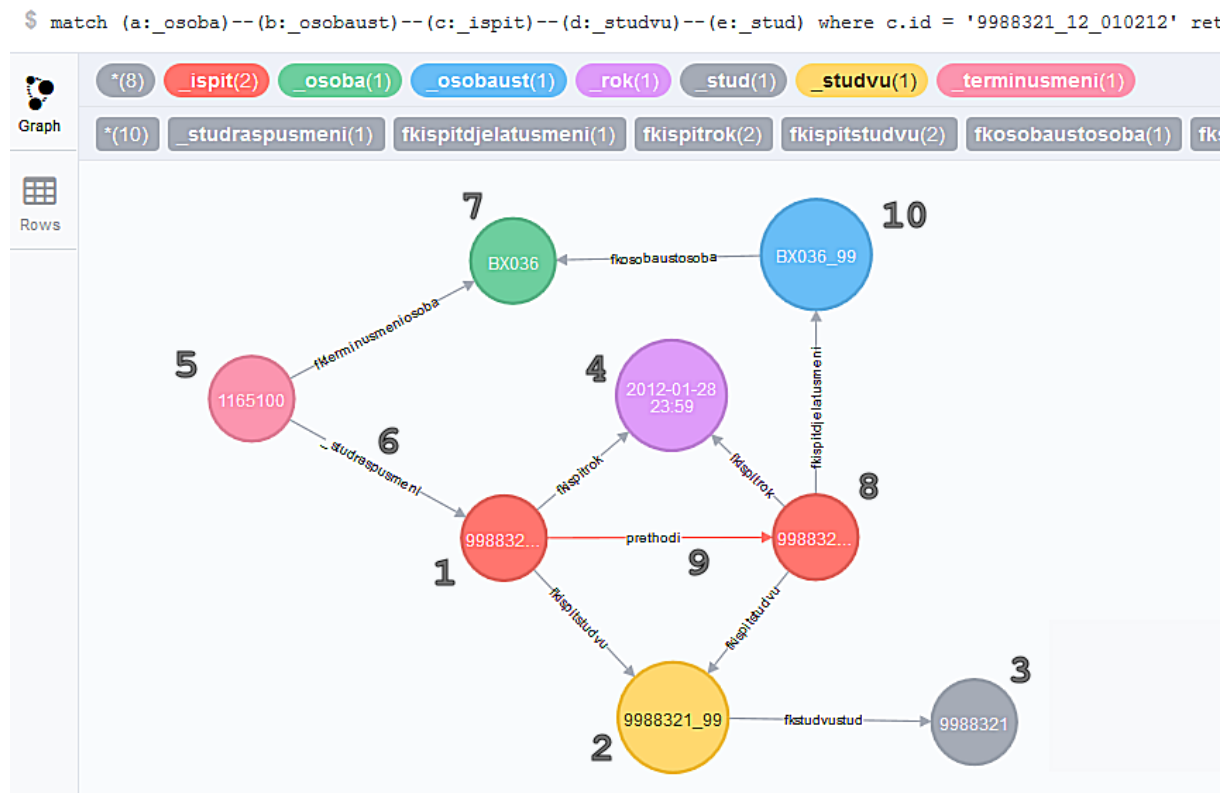 $ match (a:_osoba)--(b:_osobaust)--(c:_ispit)--(d:_studvu)--(e:_stud) where c.id = '9988321_12_010212' ret
*(8) _ispit(2) _osoba(1) _osobaust(1) _rok(1) _stud(1) _studvu(1) _terminusmeni(1)
Graph
*(10) _studraspusmeni(1) fkispitdjelatusmeni(1) fkispitrok(2) fkispitstudvu(2) fkosobaustosoba(1) fks
Rows
7
10
BX036
fkosobaustosoba
BX036_99
fkterminusmeniosoba
5
4
fkispitdjelatusmeni
1165100
2012-01-28
23:59
6
_studraspusmeni
fkispitrok
fkispitrok
8
998832...
prethodi
998832...
1
9
fkispitstudvu
fkispitstudvu
3
9988321_99
fkstudvustud
9988321
2